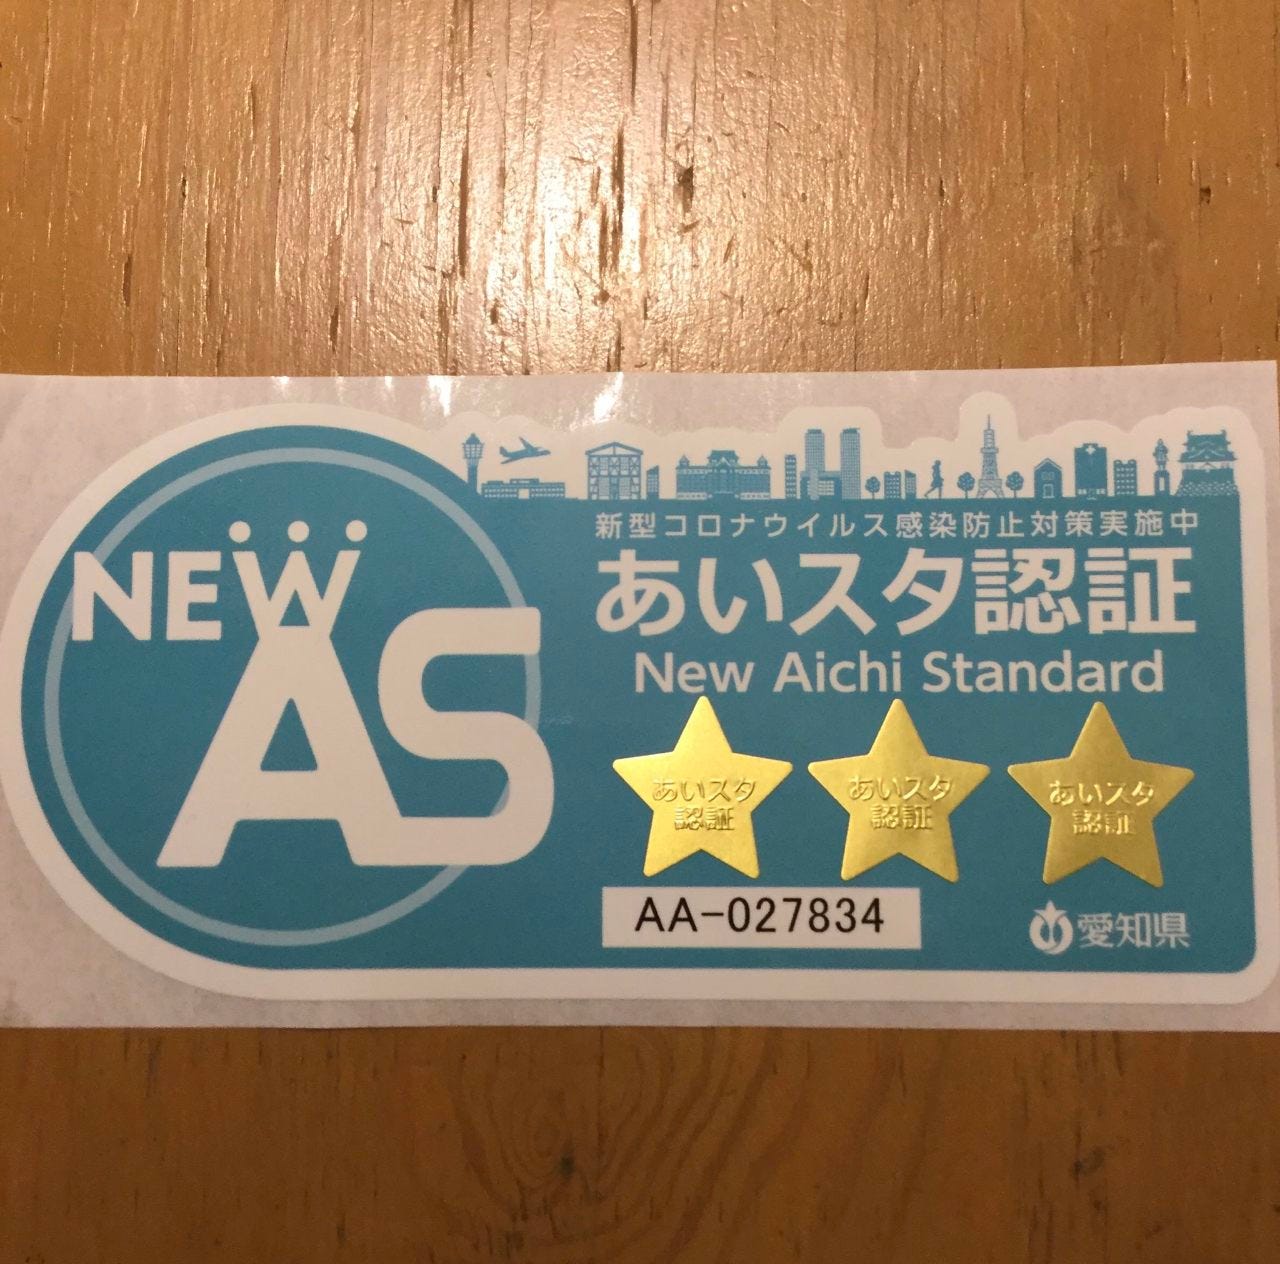 NEW
AS
新型コロナウイルス感染防止対策実施中
あいスタ認証
New Aichi Standard
あいスタ
認証
あいスタ
認証
あいスタ
認証
AA-027834
愛知県